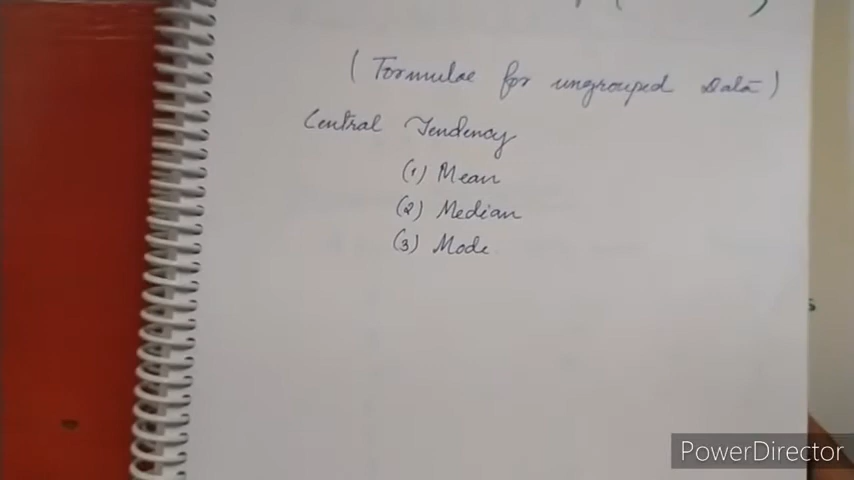 (Formulae for ungrouped Data)
Central Tendency
(1) Mean
(2) Median
(3) Mode
PowerDirector